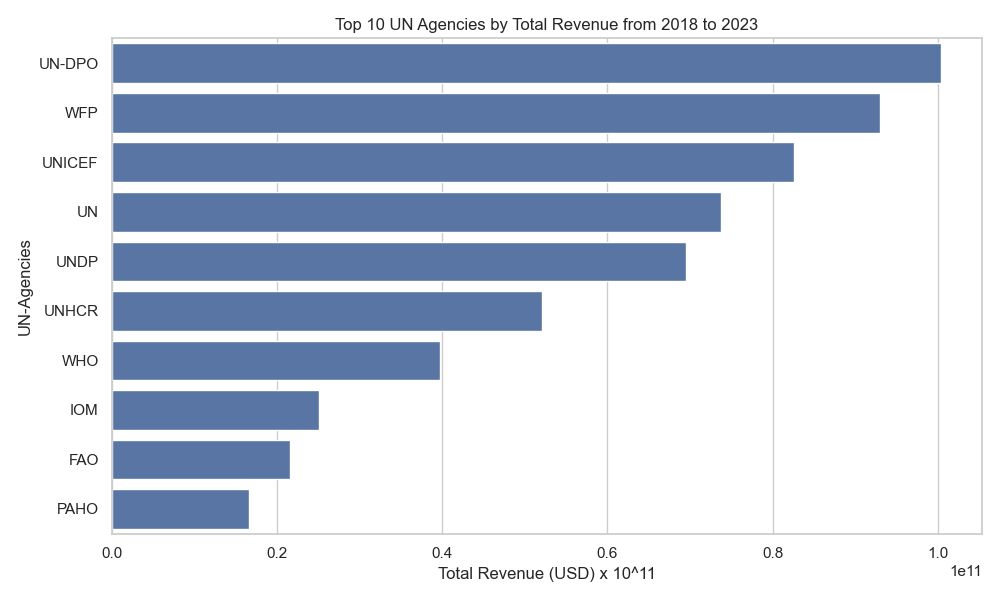 Top 10 UN Agencies by Total Revenue from 2018 to 2023
UN-Agencies
UN-DPO
WFP
UNICEF
UN
UNDP
UNHCR
WHO
IOM
FAO
PAHO
0.0 0.2 0.4 0.6 0.8 1.0
1e11
Total Revenue (USD) x 10^11